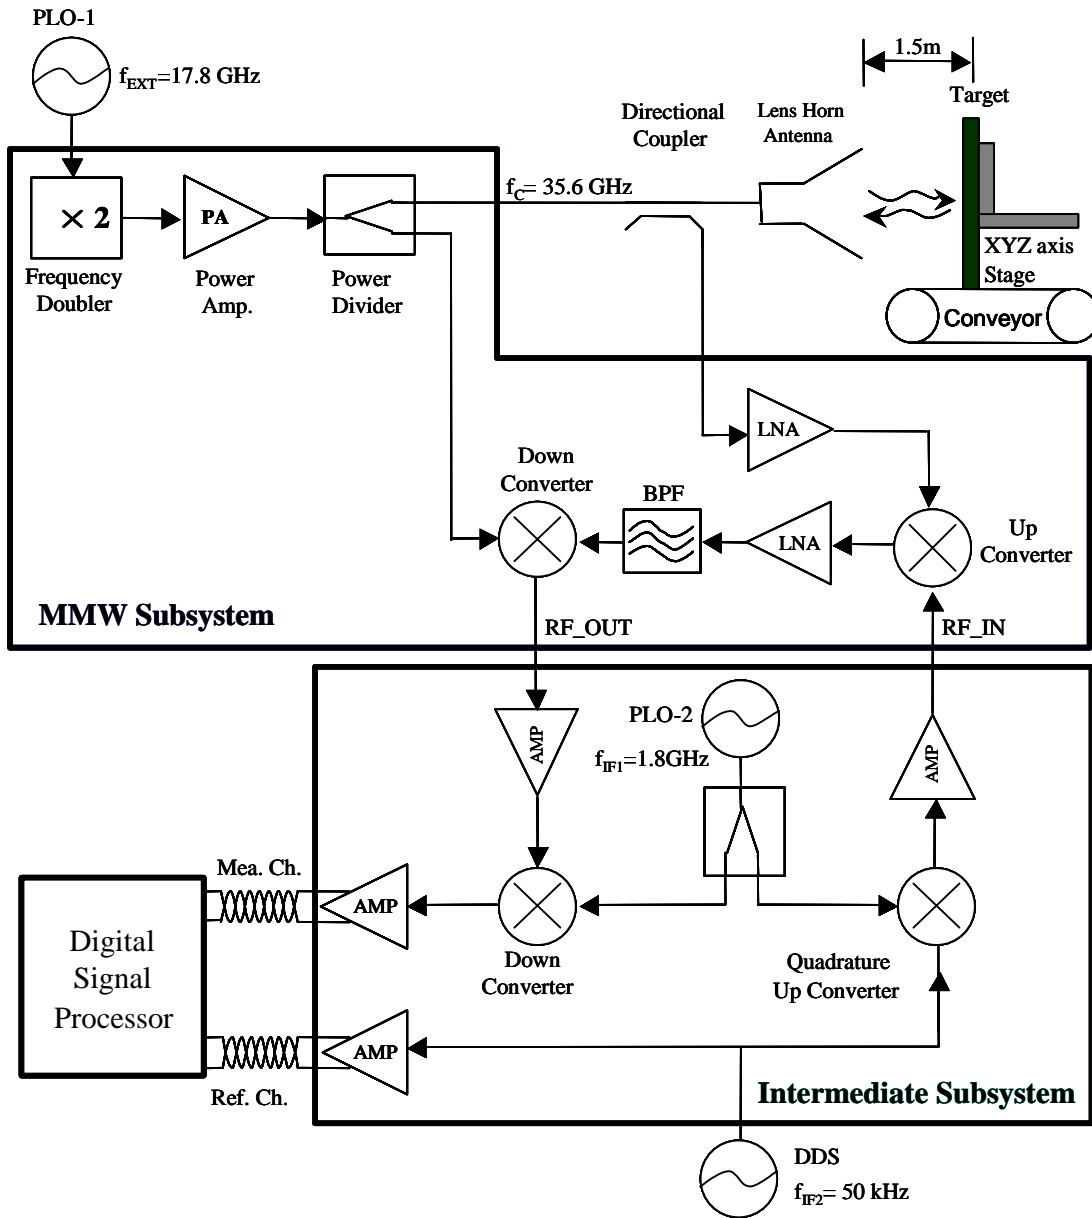 PLO-1
f_EXT=17.8 GHz
1.5m
Target
Directional
Coupler
Lens Horn
Antenna
f_C= 35.6 GHz
× 2
PA
Frequency
Doubler
Power
Amp.
Power
Divider
XYZ axis
Stage
Conveyor
LNA
Down
Converter
BPF
LNA
Up
Converter
MMW Subsystem
RF_OUT
RF_IN
PLO-2
f_IF1=1.8GHz
AMP
AMP
Mea. Ch.
AMP
Digital
Signal
Processor
Down
Converter
Quadrature
Up Converter
AMP
Ref. Ch.
Intermediate Subsystem
DDS
f_IF2= 50 kHz